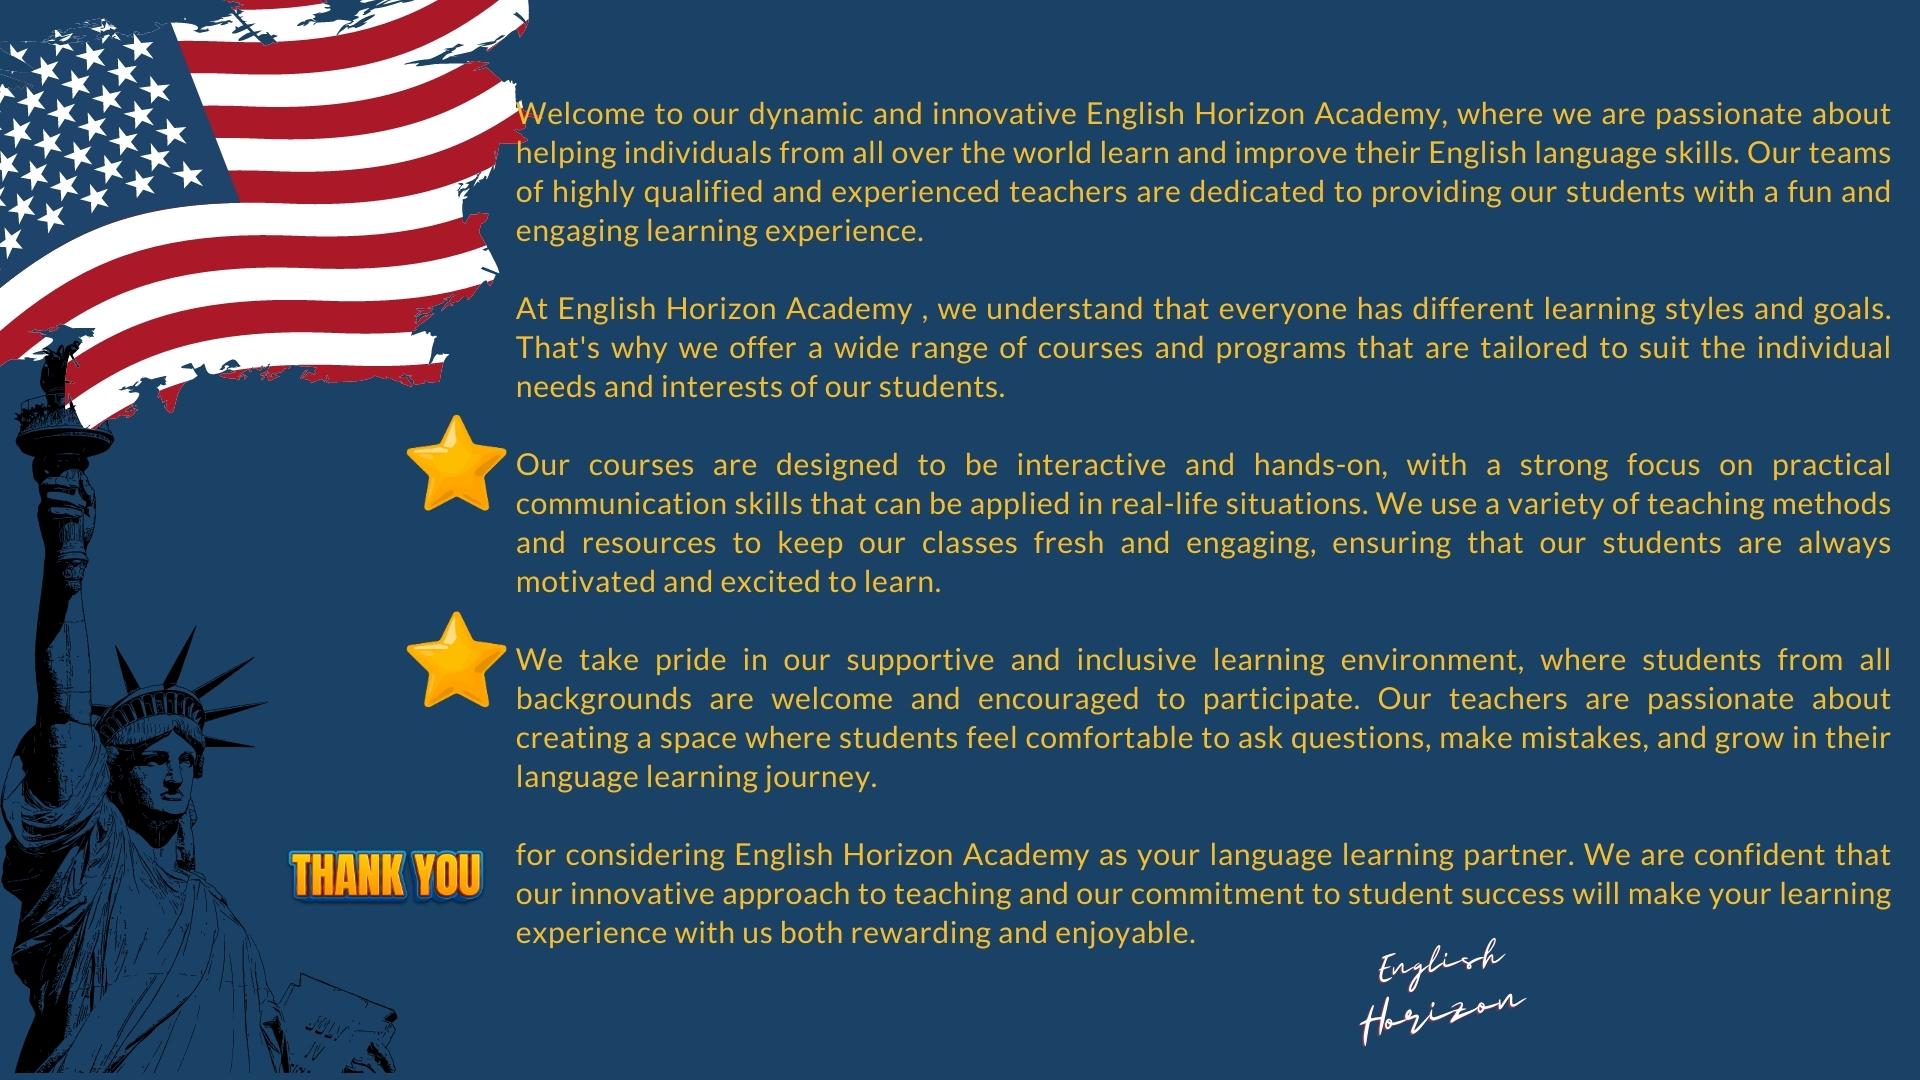 Welcome to our dynamic and innovative English Horizon Academy, where we are passionate about
helping individuals from all over the world learn and improve their English language skills. Our teams
of highly qualified and experienced teachers are dedicated to providing our students with a fun and
engaging learning experience.
At English Horizon Academy , we understand that everyone has different learning styles and goals.
That's why we offer a wide range of courses and programs that are tailored to suit the individual
needs and interests of our students.
Our courses are designed to be interactive and hands-on, with a strong focus on practical
communication skills that can be applied in real-life situations. We use a variety of teaching methods
and resources to keep our classes fresh and engaging, ensuring that our students are always
motivated and excited to learn.
We take pride in our supportive and inclusive learning environment, where students from all
backgrounds are welcome and encouraged to participate. Our teachers are passionate about
creating a space where students feel comfortable to ask questions, make mistakes, and grow in their
language learning journey.
THANK YOU
for considering English Horizon Academy as your language learning partner. We are confident that
our innovative approach to teaching and our commitment to student success will make your learning
experience with us both rewarding and enjoyable.
English
Horizon
JULY
IV